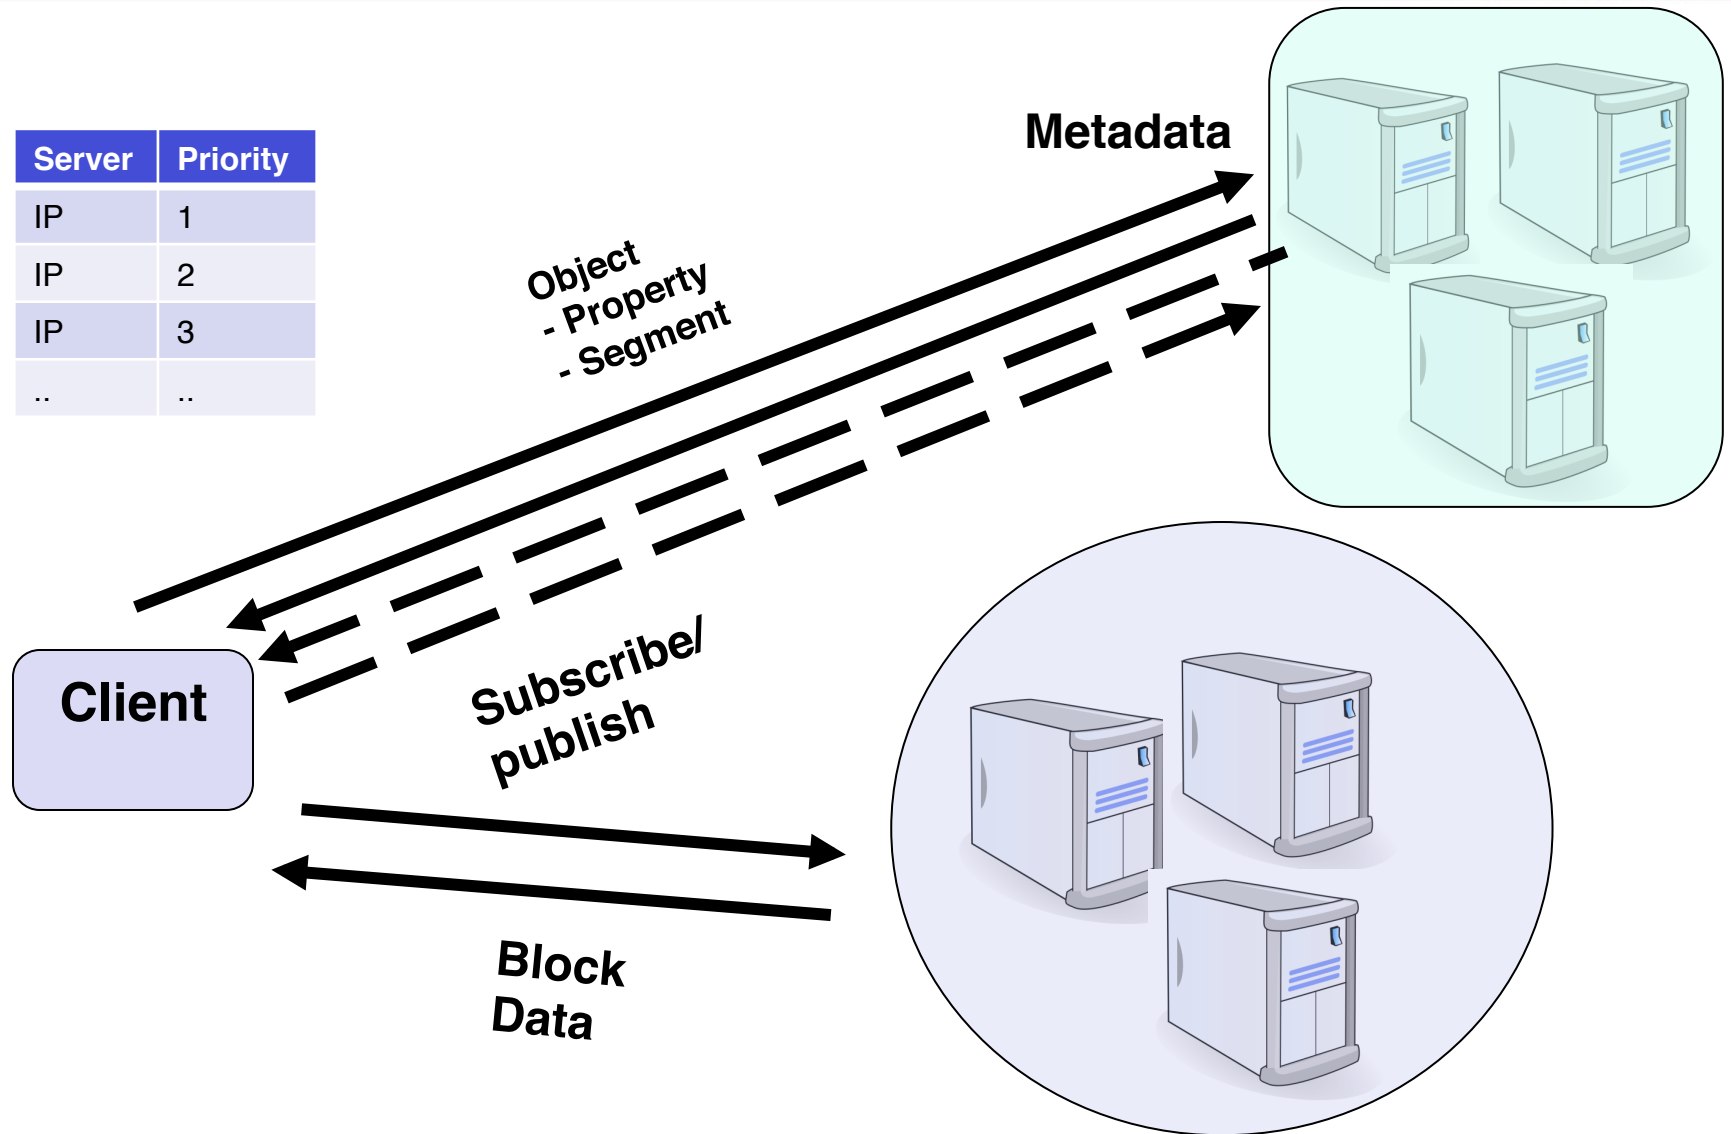 Metadata
Server Priority
IP 1
IP 2
IP 3
.. ..
Object
- Property
- Segment
Subscribe/
publish
Client
Block
Data